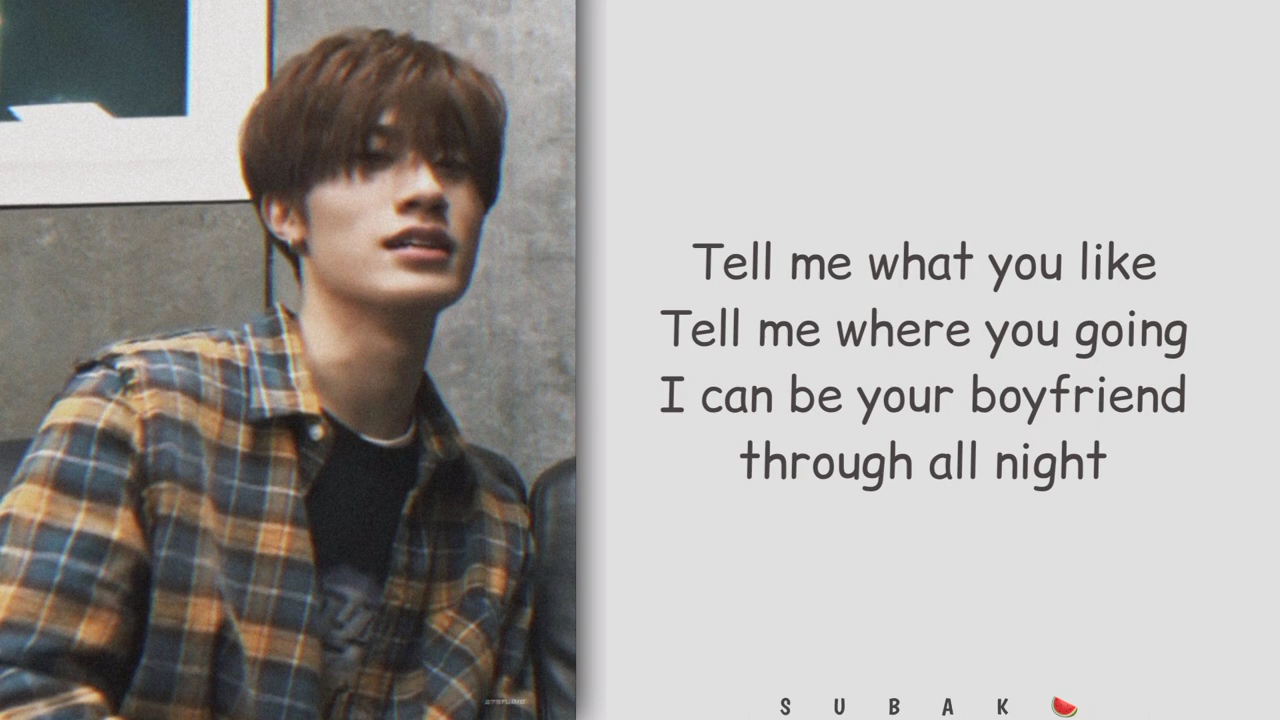 Tell me what you like
Tell me where you going
I can be your boyfriend
through all night
S U B A K